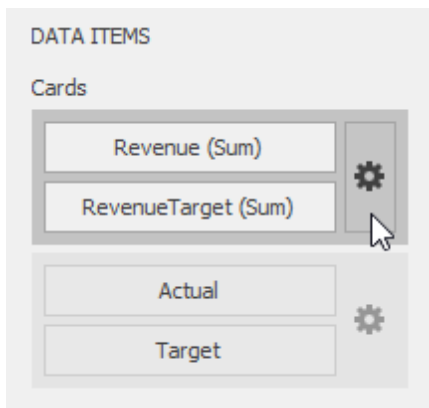 DATA ITEMS
Cards
Revenue (Sum)
RevenueTarget (Sum)
Actual
Target